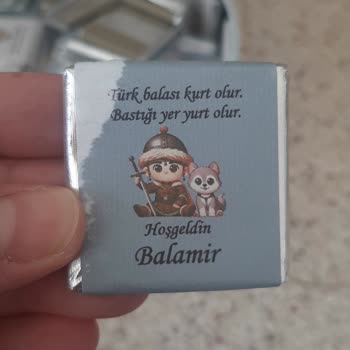 Türk balası kurt olur.
Bastığı yer yurt olur.
Hoşgeldin
Balamir